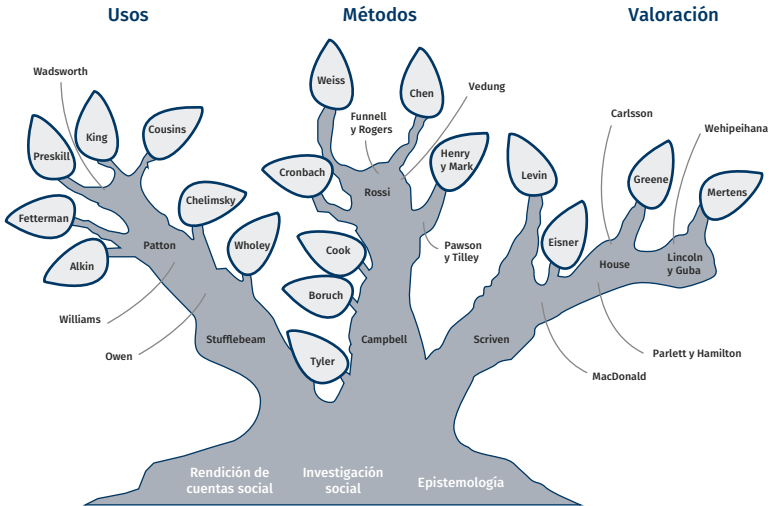 Usos
Métodos
Valoración
Wadsworth
Preskill
King
Cousins
Fetterman
Alkin
Patton
Chelimsky
Wholey
Williams
Owen
Stufflebeam
Weiss
Chen
Vedung
Funnell
y Rogers
Cronbach
Rossi
Henry
y Mark
Cook
Pawson
y Tilley
Boruch
Tyler
Campbell
Levin
Eisner
Carlsson
Wehipeihana
Greene
Mertens
House
Lincoln
y Guba
Scriven
Parlett y Hamilton
MacDonald
Rendición de
cuentas social
Investigación
social
Epistemología